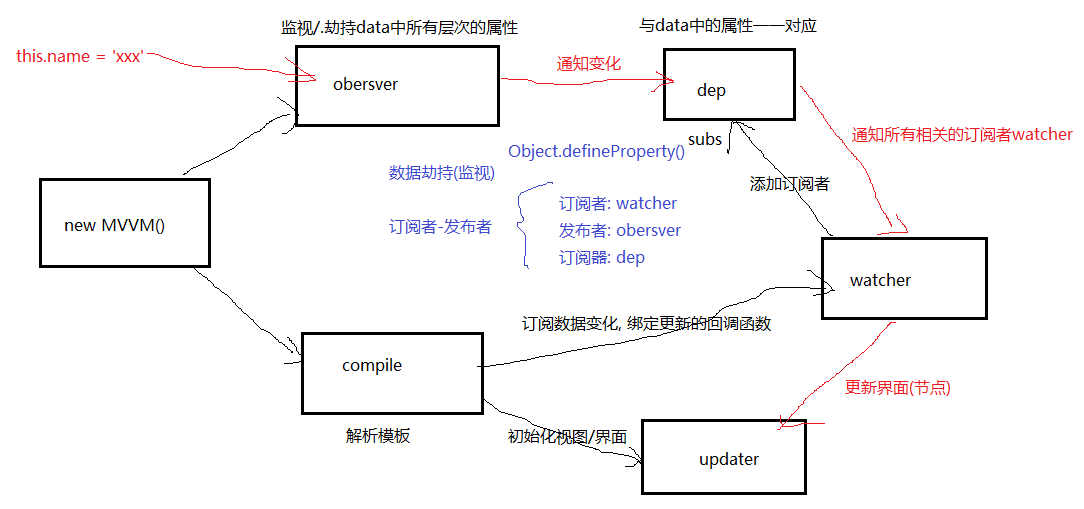 监视/.劫持data中所有层次的属性
与data中的属性一一对应
this.name = 'xxx'
obersver
通知变化
dep
subs
通知所有相关的订阅者watcher
Object.defineProperty()
数据劫持(监视)
添加订阅者
new MVVM()
订阅者-发布者
订阅者: watcher
发布者: obersver
订阅器: dep
watcher
订阅数据变化, 绑定更新的回调函数
compile
更新界面(节点)
解析模板
初始化视图/界面
updater